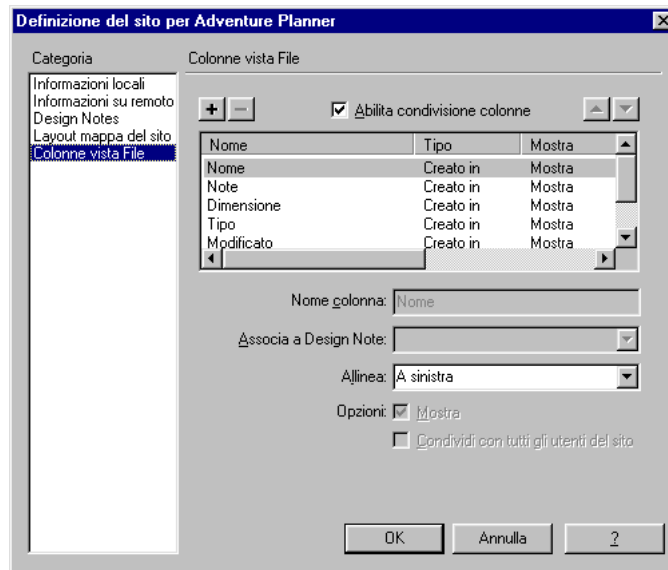 Definizione del sito per Adventure Planner
Categoria
Informazioni locali
Informazioni su remoto
Design Notes
Layout mappa del sito
Colonne vista File
Colonne vista File
Abilita condivisione colonne
Nome Tipo Mostra
Nome Creato in Mostra
Note Creato in Mostra
Dimensione Creato in Mostra
Tipo Creato in Mostra
Modificato Creato in Mostra
Nome colonna: Nome
Associa a Design Note:
Allinea: A sinistra
Opzioni: Mostra
Condividi con tutti gli utenti del sito
OK Annulla ?